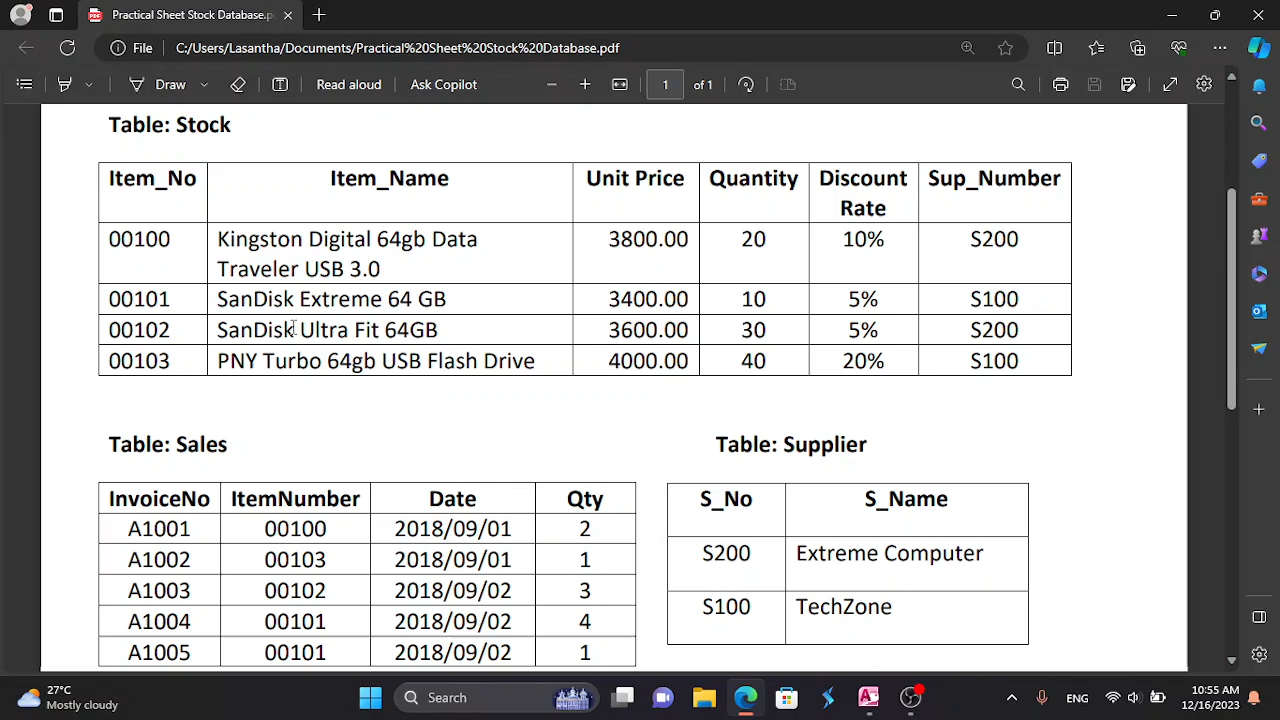 Practical Sheet Stock Database.pdf
File C:/Users/Lasantha/Documents/Practical%20Sheet%20Stock%20Database.pdf
Draw Read aloud Ask Copilot 1 of 1
Table: Stock
Item_No Item_Name Unit Price Quantity Discount Rate Sup_Number
00100 Kingston Digital 64gb Data Traveler USB 3.0 3800.00 20 10% S200
00101 SanDisk Extreme 64 GB 3400.00 10 5% S100
00102 SanDisk Ultra Fit 64GB 3600.00 30 5% S200
00103 PNY Turbo 64gb USB Flash Drive 4000.00 40 20% S100
Table: Sales
InvoiceNo ItemNumber Date Qty
A1001 00100 2018/09/01 2
A1002 00103 2018/09/01 1
A1003 00102 2018/09/02 3
A1004 00101 2018/09/02 4
A1005 00101 2018/09/02 1
Table: Supplier
S_No S_Name
S200 Extreme Computer
S100 TechZone
27°C
Mostly cloudy
Search
ENG
10:55 AM
12/16/2023